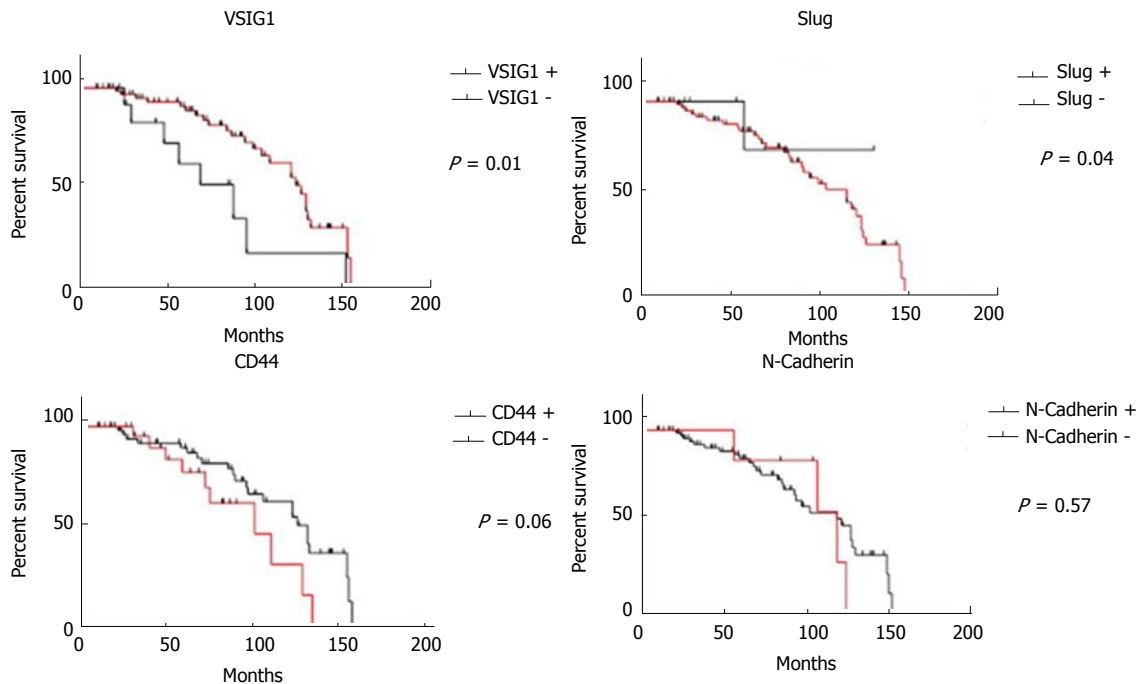 VSIG1
100
50
0
Percent survival
0 50 100 150 200
Months
VSIG1 +
VSIG1 -
P = 0.01
Slug
100
50
0
Percent survival
0 50 100 150 200
Months
Slug +
Slug -
P = 0.04
CD44
100
50
0
Percent survival
0 50 100 150 200
Months
CD44 +
CD44 -
P = 0.06
N-Cadherin
100
50
0
Percent survival
0 50 100 150 200
Months
N-Cadherin +
N-Cadherin -
P = 0.57